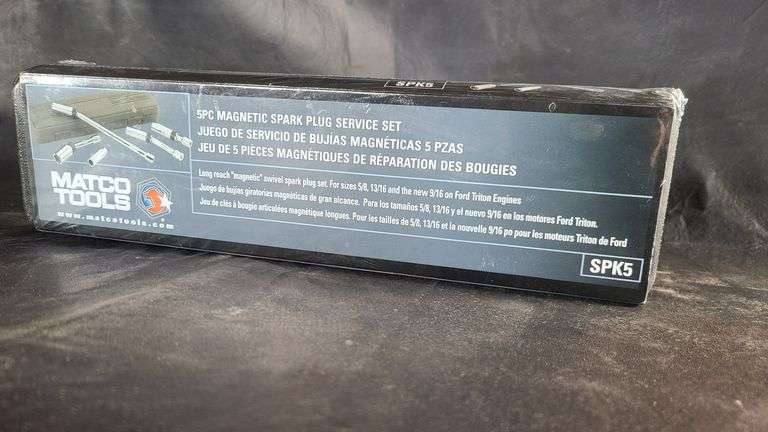 SPK5
5PC MAGNETIC SPARK PLUG SERVICE SET
JUEGO DE SERVICIO DE BUJÍAS MAGNÉTICAS 5 PZAS
JEU DE 5 PIÈCES MAGNÉTIQUES DE RÉPARATION DES BOUGIES
Long reach "magnetic" swivel spark plug set. For sizes 5/8, 13/16 and the new 9/16 on Ford Triton Engines
Juego de bujías giratorias magnéticas de gran alcance. Para los tamaños 5/8, 13/16 y el nuevo 9/16 en los motores Ford Triton.
Jeu de clés à bougie articulées magnétique longues. Pour les tailles de 5/8, 13/16 et la nouvelle 9/16 po pour les moteurs Triton de Ford
MATCO
TOOLS
www.matcotools.com
SPK5